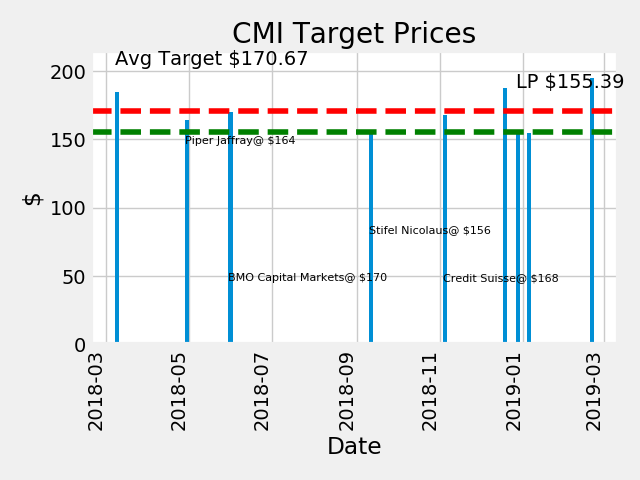 CMI Target Prices
Avg Target $170.67
LP $155.39
Piper Jaffray@ $164
Stifel Nicolaus@ $156
BMO Capital Markets@ $170
Credit Suisse@ $168
$
200
150
100
50
0
2018-03
2018-05
2018-07
2018-09
2018-11
2019-01
2019-03
Date